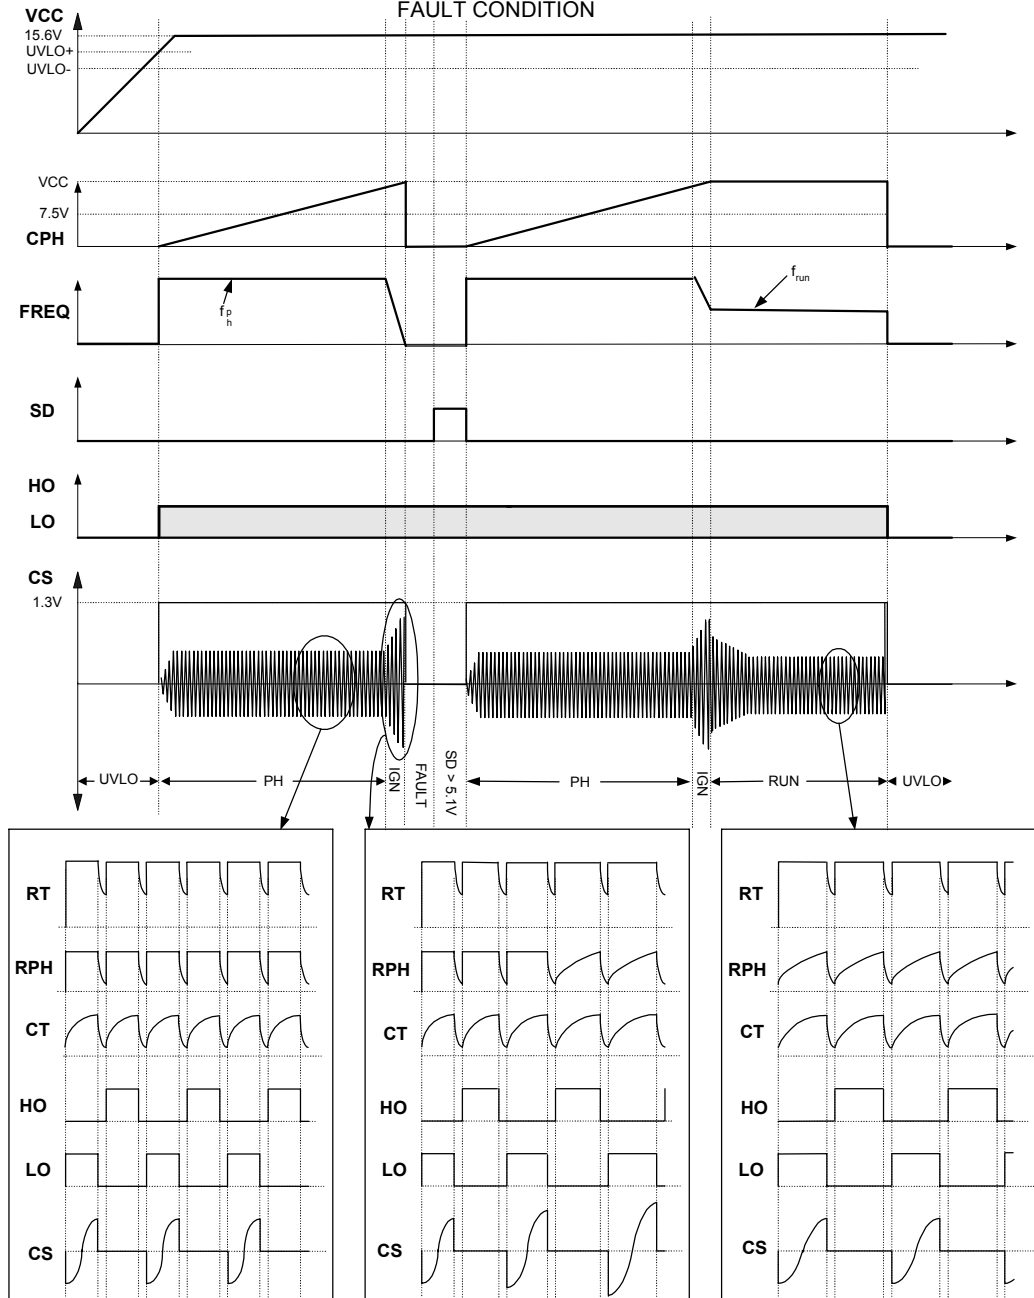 FAULT CONDITION
VCC
15.6V
UVLO+
UVLO-
VCC
7.5V
CPH
FREQ
fph
frun
SD
HO
LO
CS
1.3V
UVLO
PH
IGN
FAULT
SD > 5.1V
PH
IGN
RUN
UVLO
RT
RPH
CT
HO
LO
CS
RT
RPH
CT
HO
LO
CS
RT
RPH
CT
HO
LO
CS